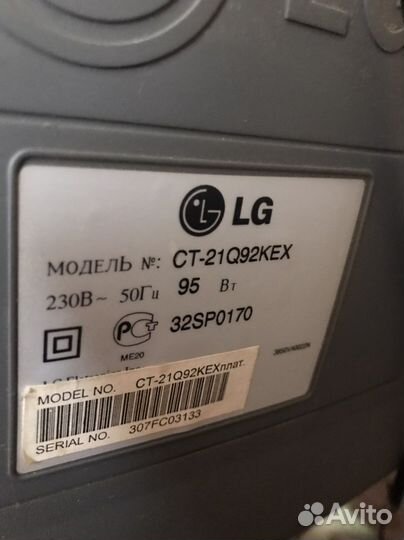 LG
МОДЕЛЬ №: CT-21Q92KEX
230В~ 50Гц 95 Вт
32SP0170
ME20
MODEL NO. CT-21Q92KEXплат.
SERIAL NO. 307FC03133
Avito